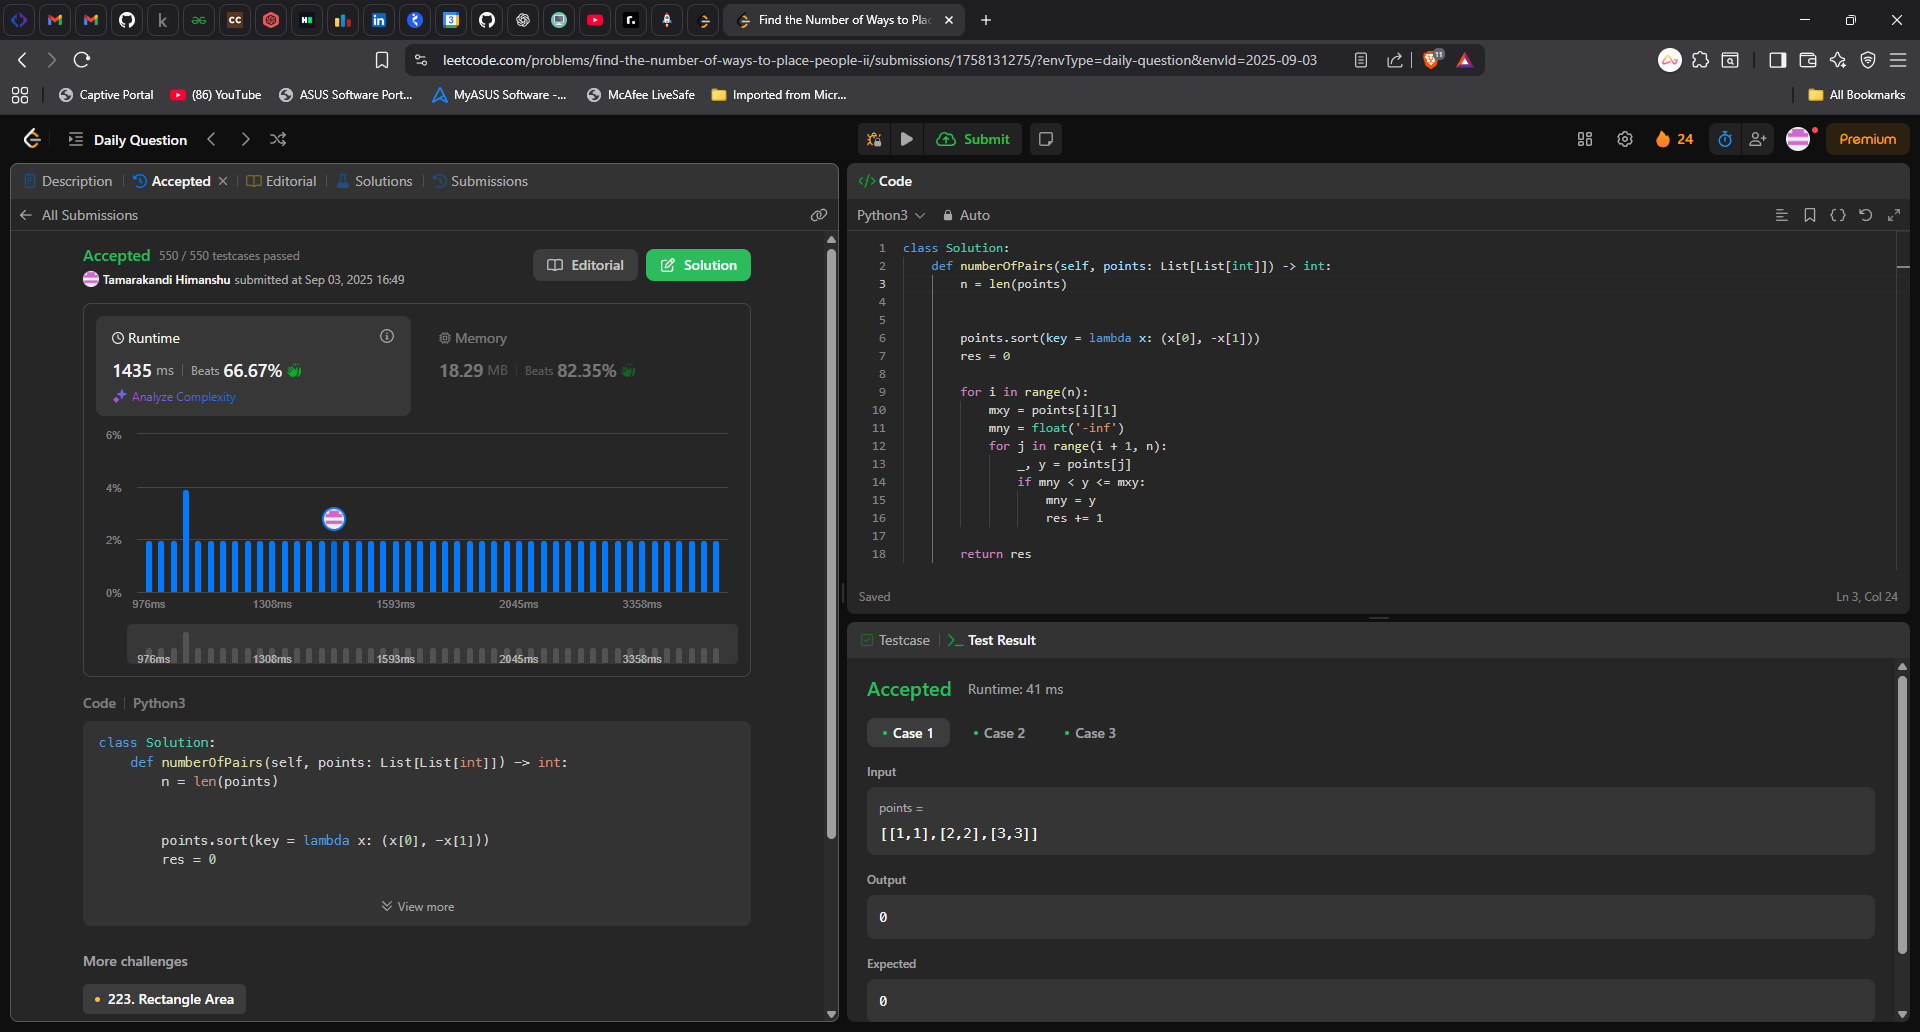 Find the Number of Ways to Pla
leetcode.com/problems/find-the-number-of-ways-to-place-people-ii/submissions/1758131275/?envType=daily-question&envId=2025-09-03
11
Captive Portal
(86) YouTube
ASUS Software Port...
MyASUS Software -...
McAfee LiveSafe
Imported from Micr...
All Bookmarks
Daily Question
Submit
24
Premium
Description
Accepted
Editorial
Solutions
Submissions
All Submissions
Accepted 550 / 550 testcases passed
Tamarakandi Himanshu submitted at Sep 03, 2025 16:49
Editorial
Solution
Runtime
1435 ms Beats 66.67%
Analyze Complexity
Memory
18.29 MB Beats 82.35%
6%
4%
2%
0%
976ms 1308ms 1593ms 2045ms 3358ms
976ms 1308ms 1593ms 2045ms 3358ms
Code Python3
class Solution:
def numberOfPairs(self, points: List[List[int]]) -> int:
n = len(points)
points.sort(key = lambda x: (x[0], -x[1]))
res = 0
View more
More challenges
223. Rectangle Area
</> Code
Python3 Auto
1 class Solution:
2 def numberOfPairs(self, points: List[List[int]]) -> int:
3 n = len(points)
4
5
6 points.sort(key = lambda x: (x[0], -x[1]))
7 res = 0
8
9 for i in range(n):
10 mxy = points[i][1]
11 mny = float('-inf')
12 for j in range(i + 1, n):
13 _, y = points[j]
14 if mny < y <= mxy:
15 mny = y
16 res += 1
17
18 return res
Saved
Ln 3, Col 24
Testcase
Test Result
Accepted Runtime: 41 ms
Case 1
Case 2
Case 3
Input
points =
[[1,1],[2,2],[3,3]]
Output
0
Expected
0